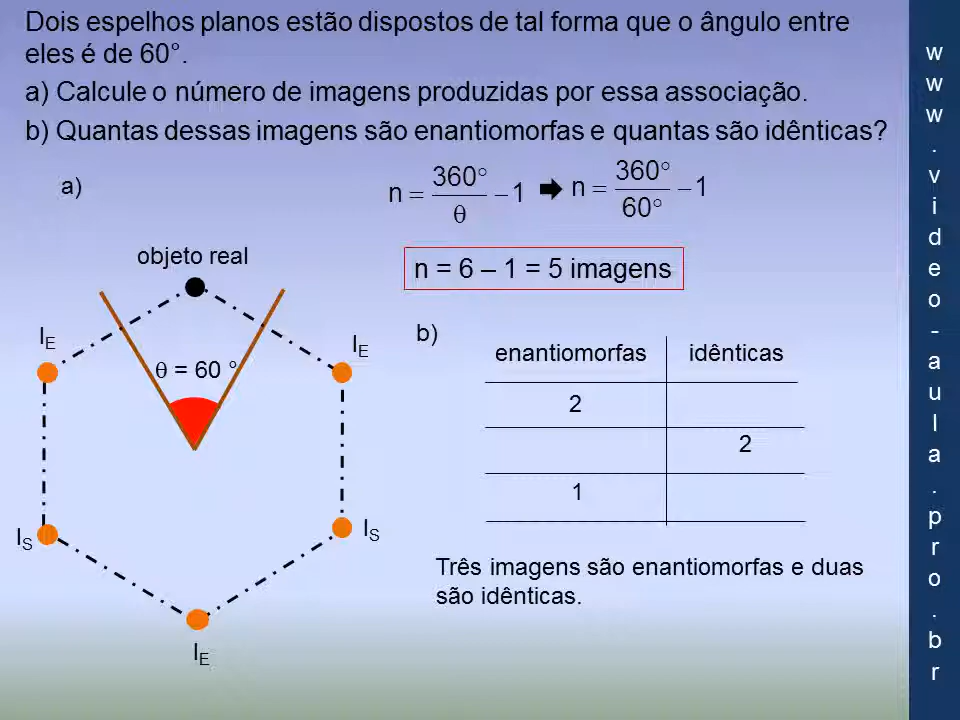 Dois espelhos planos estão dispostos de tal forma que o ângulo entre
eles é de 60°.
a) Calcule o número de imagens produzidas por essa associação.
b) Quantas dessas imagens são enantiomorfas e quantas são idênticas?
a)
n = 360° / θ − 1 ➡ n = 360° / 60° − 1
n = 6 – 1 = 5 imagens
objeto real
θ = 60 °
I_E
I_E
I_S
I_S
I_E
b)
enantiomorfas idênticas
2
2
1
Três imagens são enantiomorfas e duas
são idênticas.
www.video-aula.pro.br